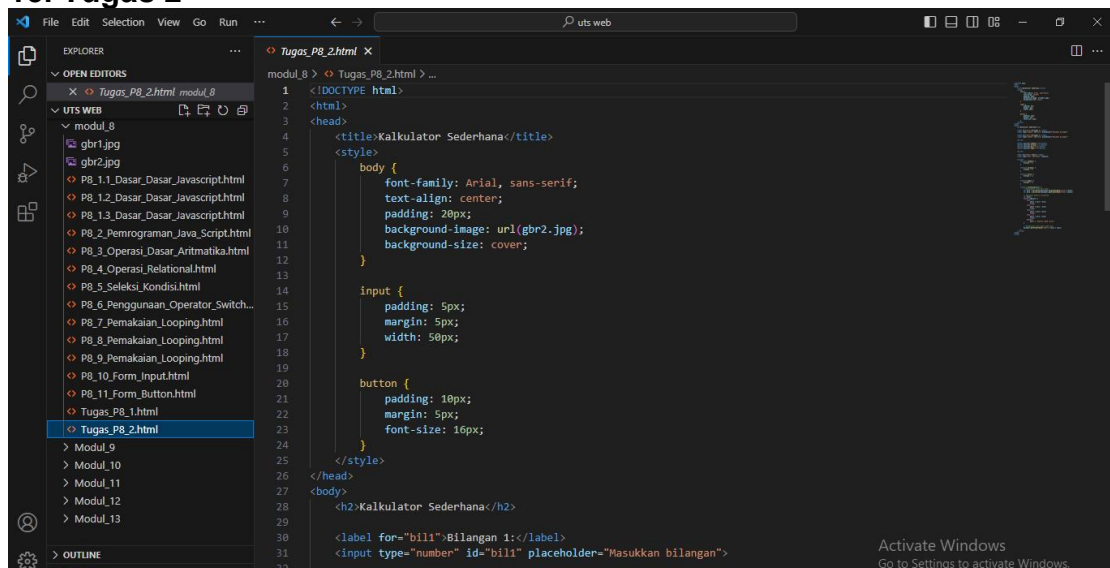 File Edit Selection View Go Run ··· ← → uts web
EXPLORER ···
OPEN EDITORS
Tugas_P8_2.html modul_8
UTS WEB
modul_8
gbr1.jpg
gbr2.jpg
P8_1.1_Dasar_Dasar_Javascript.html
P8_1.2_Dasar_Dasar_Javascript.html
P8_1.3_Dasar_Dasar_Javascript.html
P8_2_Pemrograman_Java_Script.html
P8_3_Operasi_Dasar_Aritmatika.html
P8_4_Operasi_Relational.html
P8_5_Seleksi_Kondisi.html
P8_6_Penggunaan_Operator_Switch...
P8_7_Pemakaian_Looping.html
P8_8_Pemakaian_Looping.html
P8_9_Pemakaian_Looping.html
P8_10_Form_Input.html
P8_11_Form_Button.html
Tugas_P8_1.html
Tugas_P8_2.html
Modul_9
Modul_10
Modul_11
Modul_12
Modul_13
OUTLINE
Tugas_P8_2.html
modul_8 > Tugas_P8_2.html > ...
1 <!DOCTYPE html>
2 <html>
3 <head>
4 <title>Kalkulator Sederhana</title>
5 <style>
6 body {
7 font-family: Arial, sans-serif;
8 text-align: center;
9 padding: 20px;
10 background-image: url(gbr2.jpg);
11 background-size: cover;
12 }
13
14 input {
15 padding: 5px;
16 margin: 5px;
17 width: 50px;
18 }
19
20 button {
21 padding: 10px;
22 margin: 5px;
23 font-size: 16px;
24 }
25 </style>
26 </head>
27 <body>
28 <h2>Kalkulator Sederhana</h2>
29
30 <label for="bil1">Bilangan 1:</label>
31 <input type="number" id="bil1" placeholder="Masukkan bilangan">
Activate Windows
Go to Settings to activate Windows.